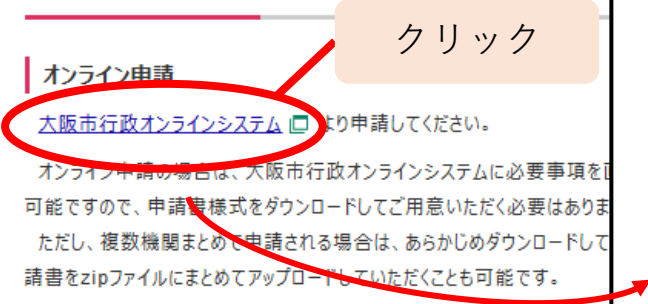 クリック
オンライン申請
大阪市行政オンラインシステム より申請してください。
オンライン申請の場合は、大阪市行政オンラインシステムに必要事項を
可能ですので、申請書様式をダウンロードしてご用意いただく必要はありま
ただし、複数機関まとめて申請される場合は、あらかじめダウンロードして
請書をzipファイルにまとめてアップロードしていただくことも可能です。